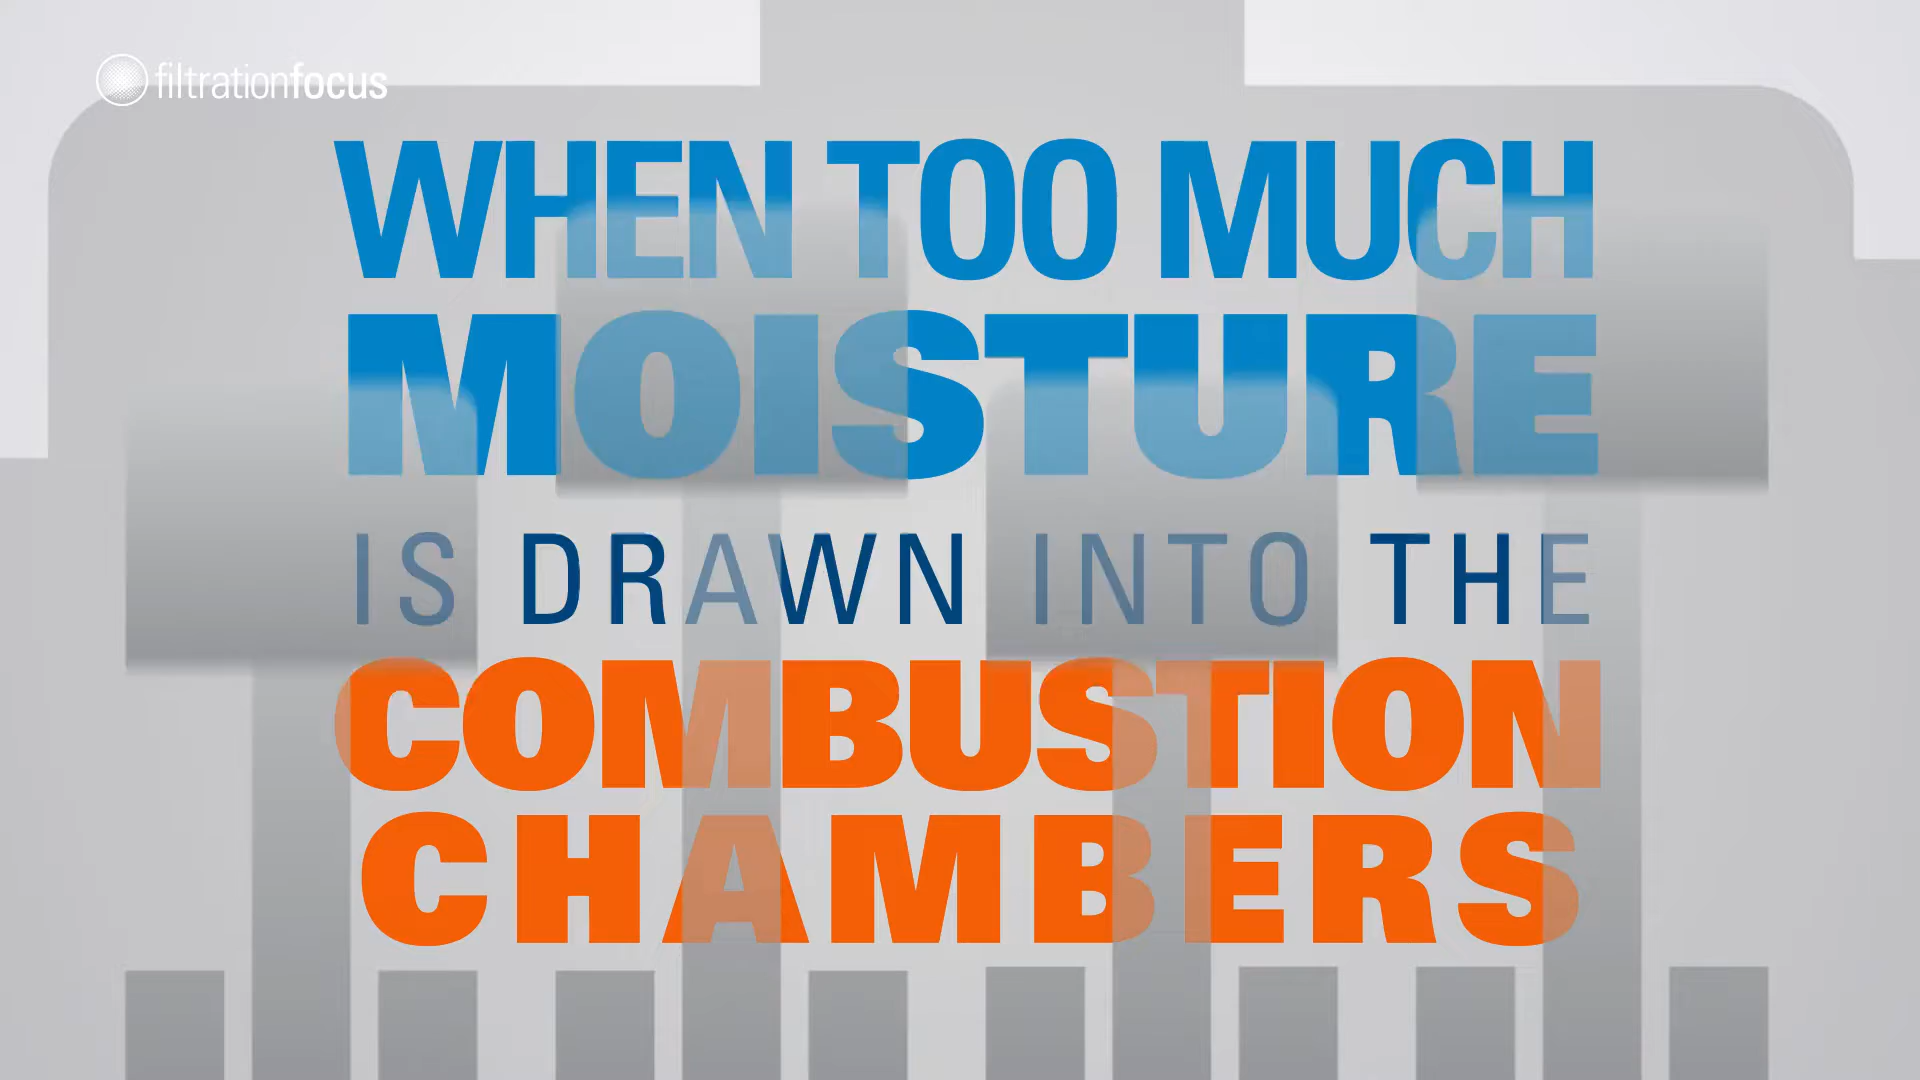 filtrationfocus
WHEN TOO MUCH
MOISTURE
IS DRAWN INTO THE
COMBUSTION
CHAMBERS